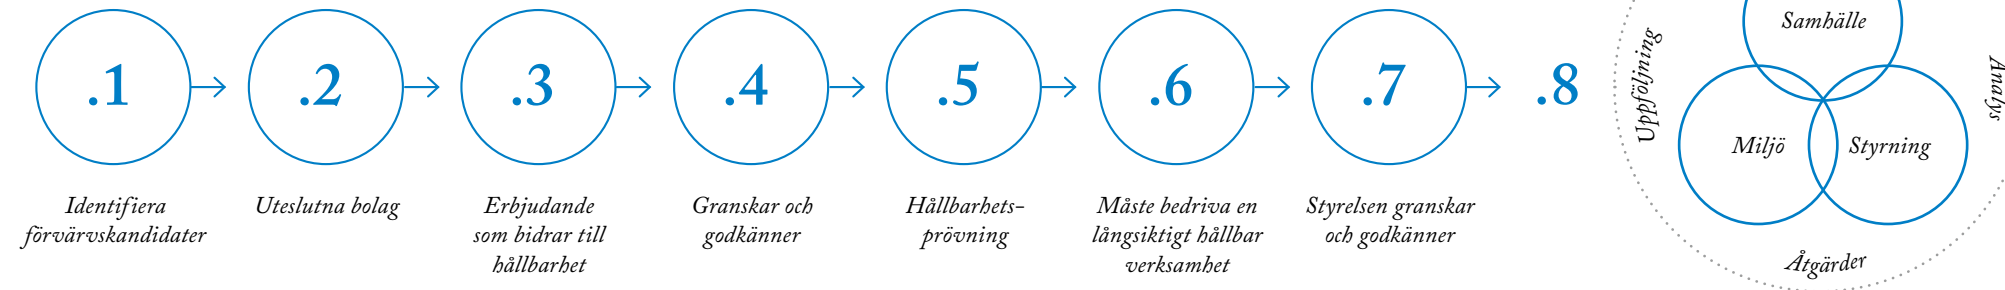 .1
Identifiera
förvärvskandidater
.2
Uteslutna bolag
.3
Erbjudande
som bidrar till
hållbarhet
.4
Granskar och
godkänner
.5
Hållbarhets-
prövning
.6
Måste bedriva en
långsiktigt hållbar
verksamhet
.7
Styrelsen granskar
och godkänner
.8
Uppföljning
Samhälle
Analys
Miljö
Styrning
Åtgärder